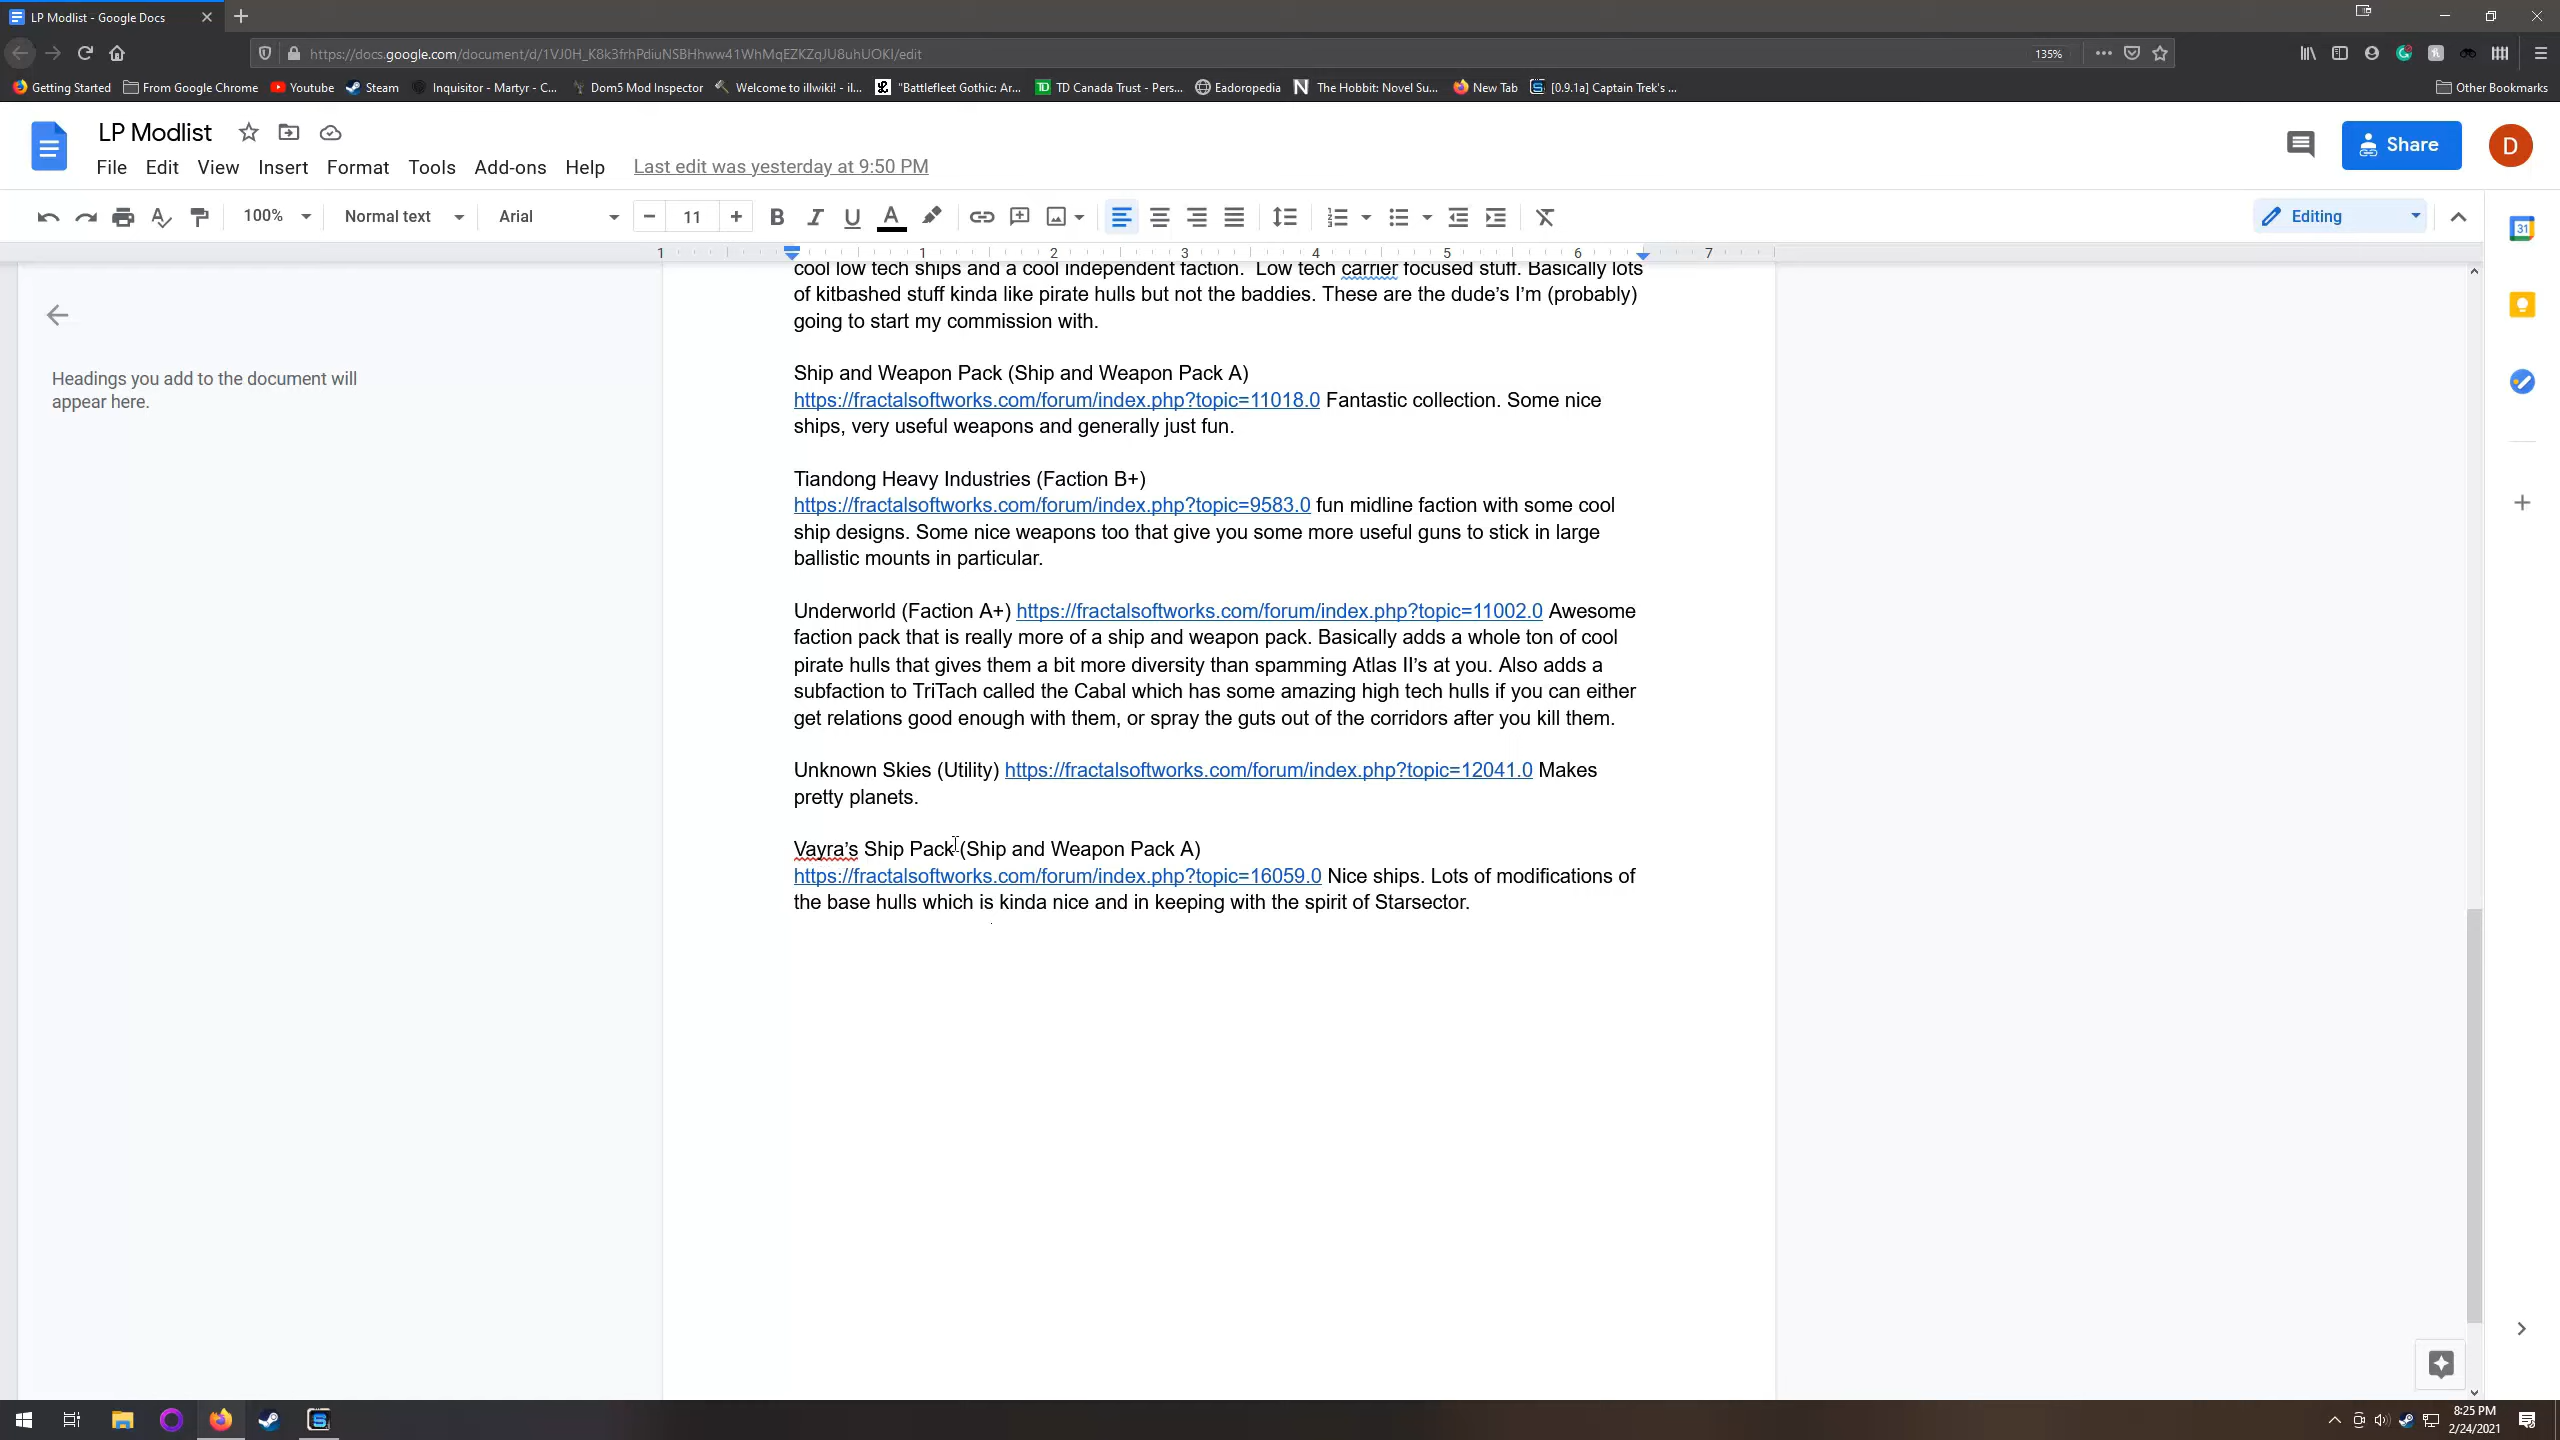 LP Modlist - Google Docs
https://docs.google.com/document/d/1VJ0H_K8k3frhPdiuNSBHhww41WhMqEZKZqJU8uhUOKI/edit
135%
Getting Started
From Google Chrome
YouTube
Steam
Inquisitor - Martyr - C...
Dom5 Mod Inspector
Welcome to illwiki! - il...
"Battlefleet Gothic: Ar...
TD Canada Trust - Pers...
Eadoropedia
The Hobbit: Novel Su...
New Tab
[0.9.1a] Captain Trek's ...
Other Bookmarks
LP Modlist
File Edit View Insert Format Tools Add-ons Help Last edit was yesterday at 9:50 PM
Share
D
100% Normal text Arial 11
Editing
31
1 1 2 3 4 5 6 7
Headings you add to the document will
appear here.
cool low tech ships and a cool independent faction.  Low tech carrier focused stuff. Basically lots
of kitbashed stuff kinda like pirate hulls but not the baddies. These are the dude's I'm (probably)
going to start my commission with.
Ship and Weapon Pack (Ship and Weapon Pack A)
https://fractalsoftworks.com/forum/index.php?topic=11018.0 Fantastic collection. Some nice
ships, very useful weapons and generally just fun.
Tiandong Heavy Industries (Faction B+)
https://fractalsoftworks.com/forum/index.php?topic=9583.0 fun midline faction with some cool
ship designs. Some nice weapons too that give you some more useful guns to stick in large
ballistic mounts in particular.
Underworld (Faction A+) https://fractalsoftworks.com/forum/index.php?topic=11002.0 Awesome
faction pack that is really more of a ship and weapon pack. Basically adds a whole ton of cool
pirate hulls that gives them a bit more diversity than spamming Atlas II's at you. Also adds a
subfaction to TriTach called the Cabal which has some amazing high tech hulls if you can either
get relations good enough with them, or spray the guts out of the corridors after you kill them.
Unknown Skies (Utility) https://fractalsoftworks.com/forum/index.php?topic=12041.0 Makes
pretty planets.
Vayra's Ship Pack (Ship and Weapon Pack A)
https://fractalsoftworks.com/forum/index.php?topic=16059.0 Nice ships. Lots of modifications of
the base hulls which is kinda nice and in keeping with the spirit of Starsector.
8:25 PM
2/24/2021